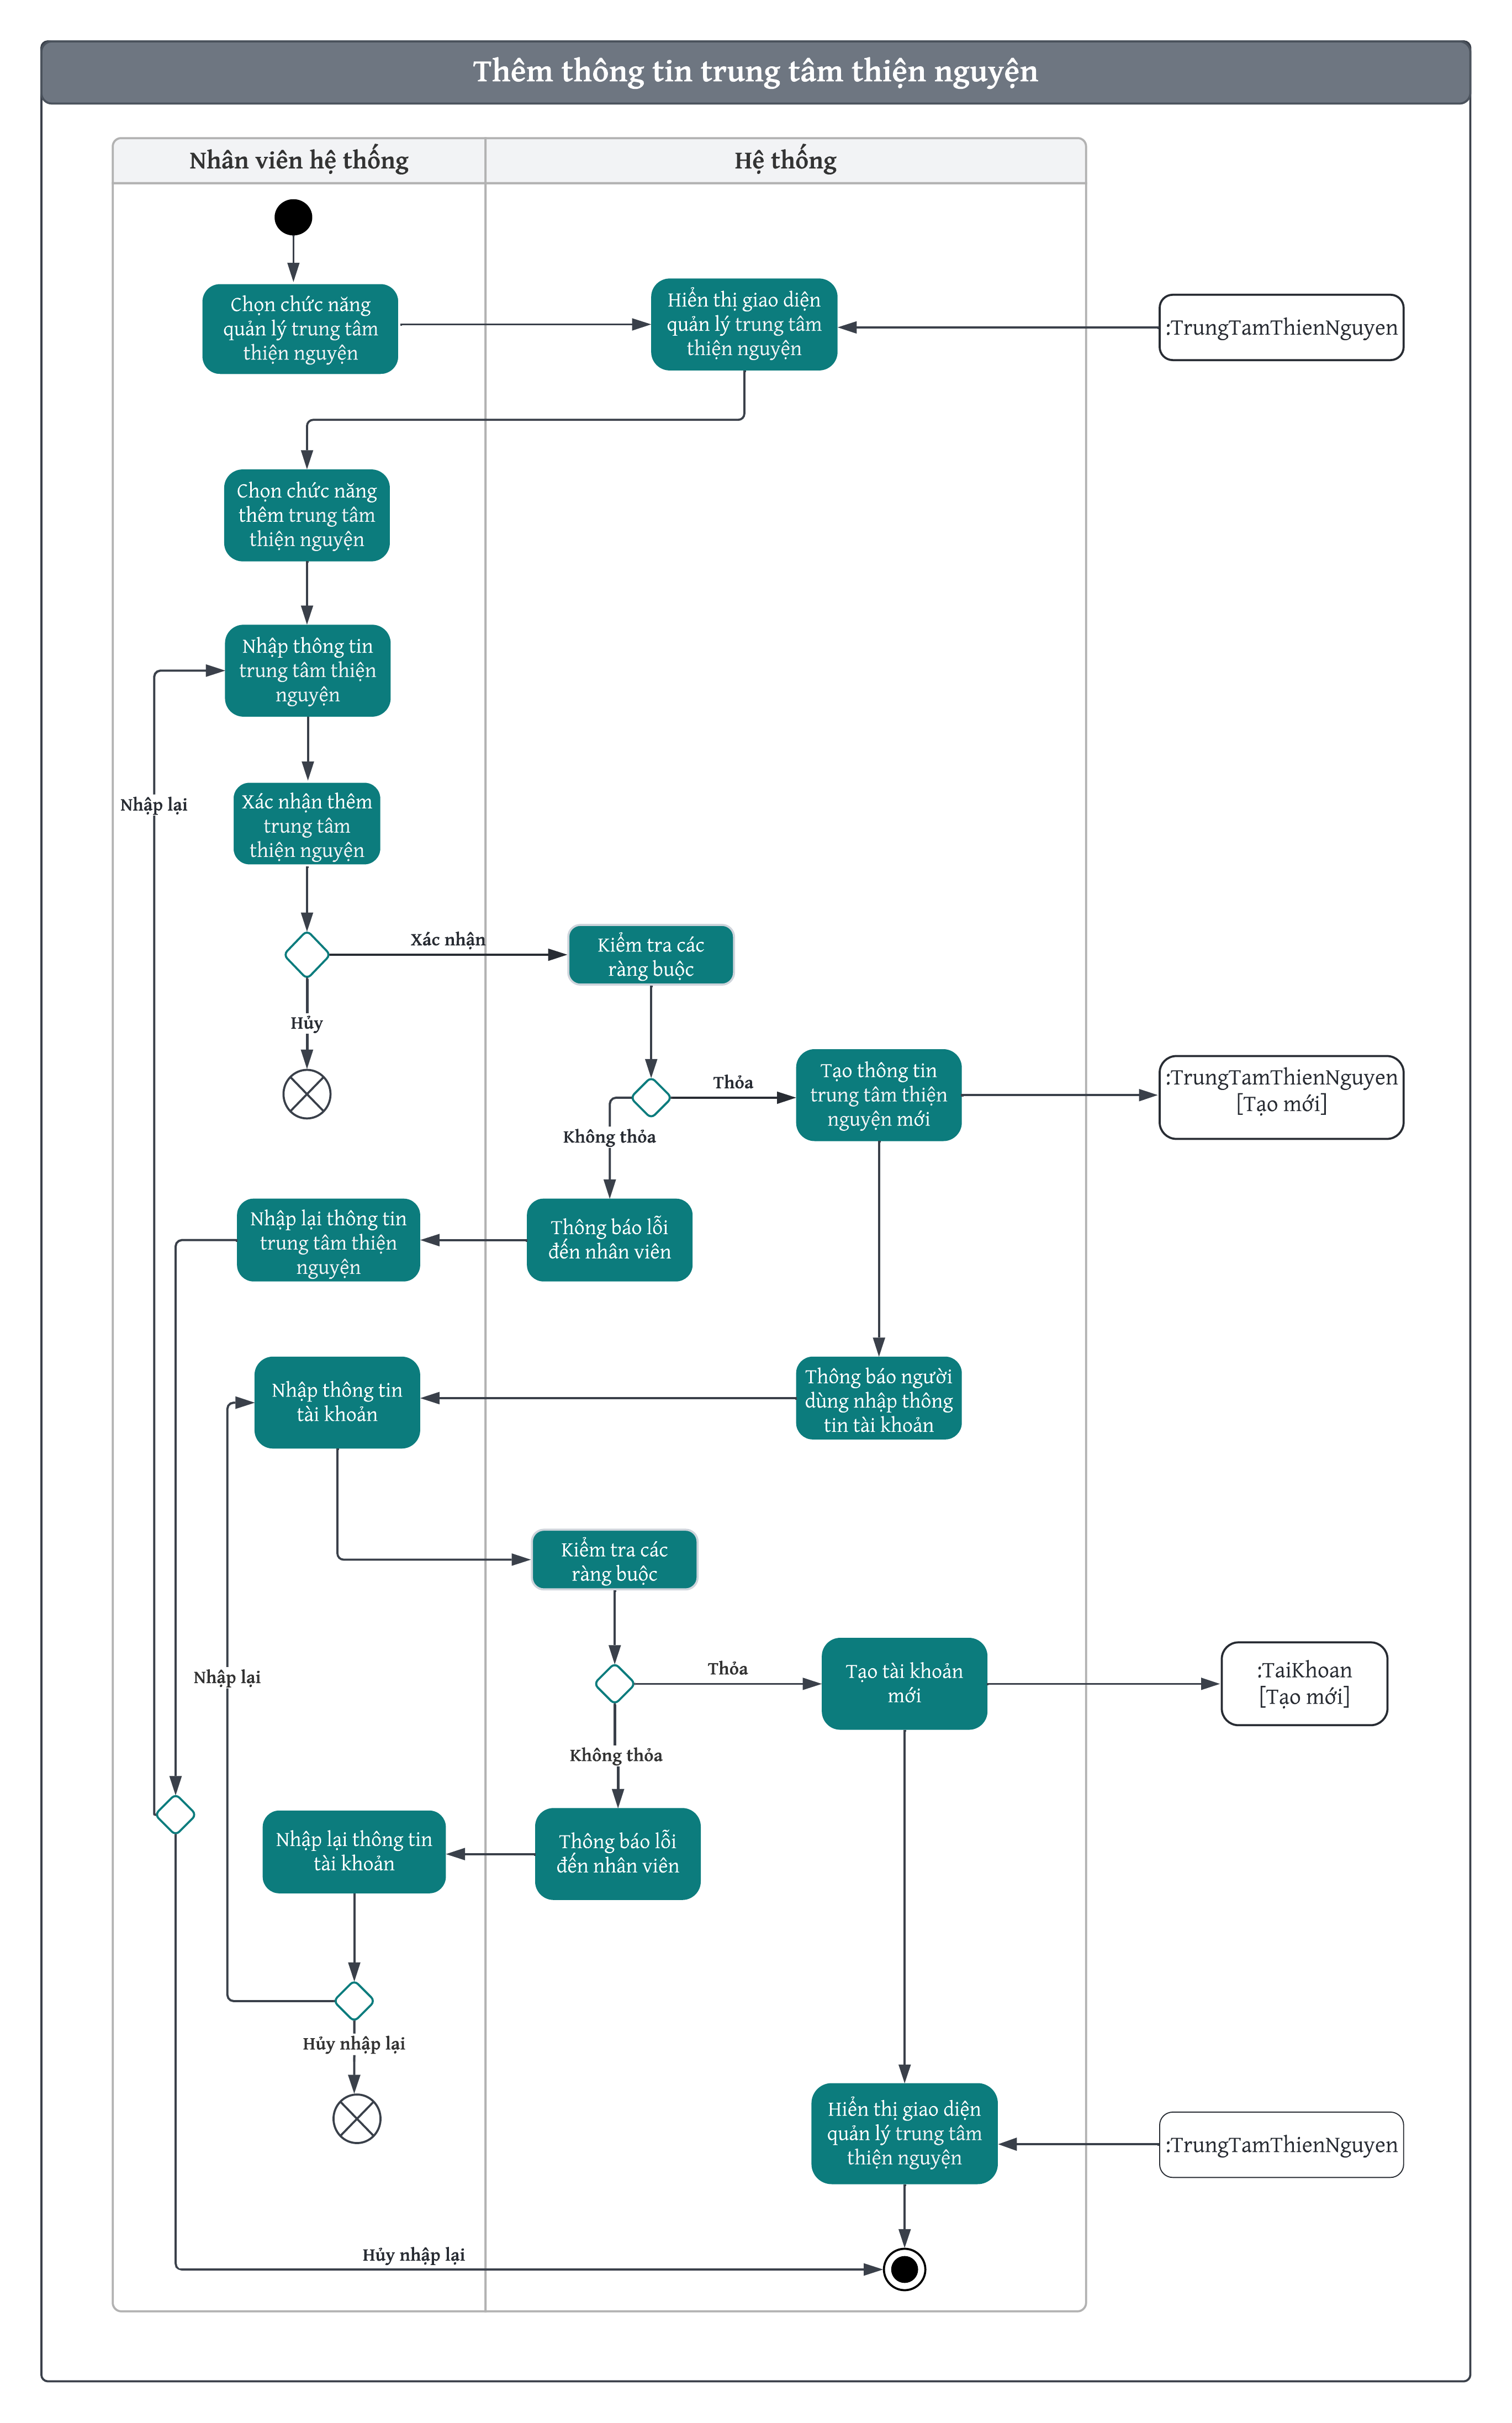 Thêm thông tin trung tâm thiện nguyện
Nhân viên hệ thống
Hệ thống
Chọn chức năng
quản lý trung tâm
thiện nguyện
Hiển thị giao diện
quản lý trung tâm
thiện nguyện
:TrungTamThienNguyen
Chọn chức năng
thêm trung tâm
thiện nguyện
Nhập thông tin
trung tâm thiện
nguyện
Nhập lại
Xác nhận thêm
trung tâm
thiện nguyện
Xác nhận
Kiểm tra các
ràng buộc
Hủy
Thỏa
Tạo thông tin
trung tâm thiện
nguyện mới
:TrungTamThienNguyen
[Tạo mới]
Không thỏa
Nhập lại thông tin
trung tâm thiện
nguyện
Thông báo lỗi
đến nhân viên
Nhập thông tin
tài khoản
Thông báo người
dùng nhập thông
tin tài khoản
Kiểm tra các
ràng buộc
Nhập lại
Thỏa
Tạo tài khoản
mới
:TaiKhoan
[Tạo mới]
Không thỏa
Nhập lại thông tin
tài khoản
Thông báo lỗi
đến nhân viên
Hủy nhập lại
Hiển thị giao diện
quản lý trung tâm
thiện nguyện
:TrungTamThienNguyen
Hủy nhập lại